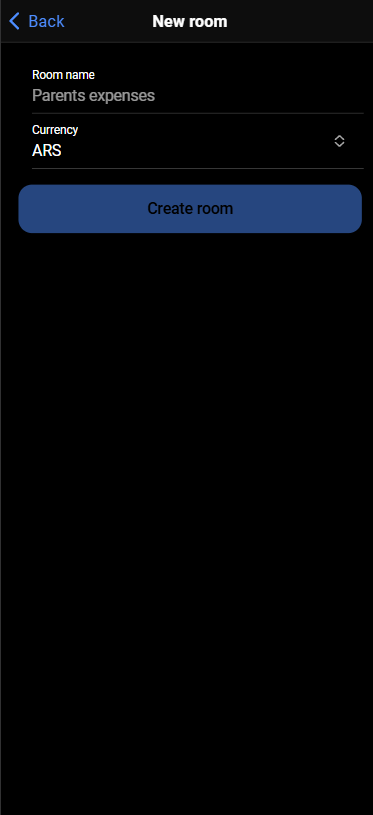 Back
New room
Room name
Parents expenses
Currency
ARS
Create room